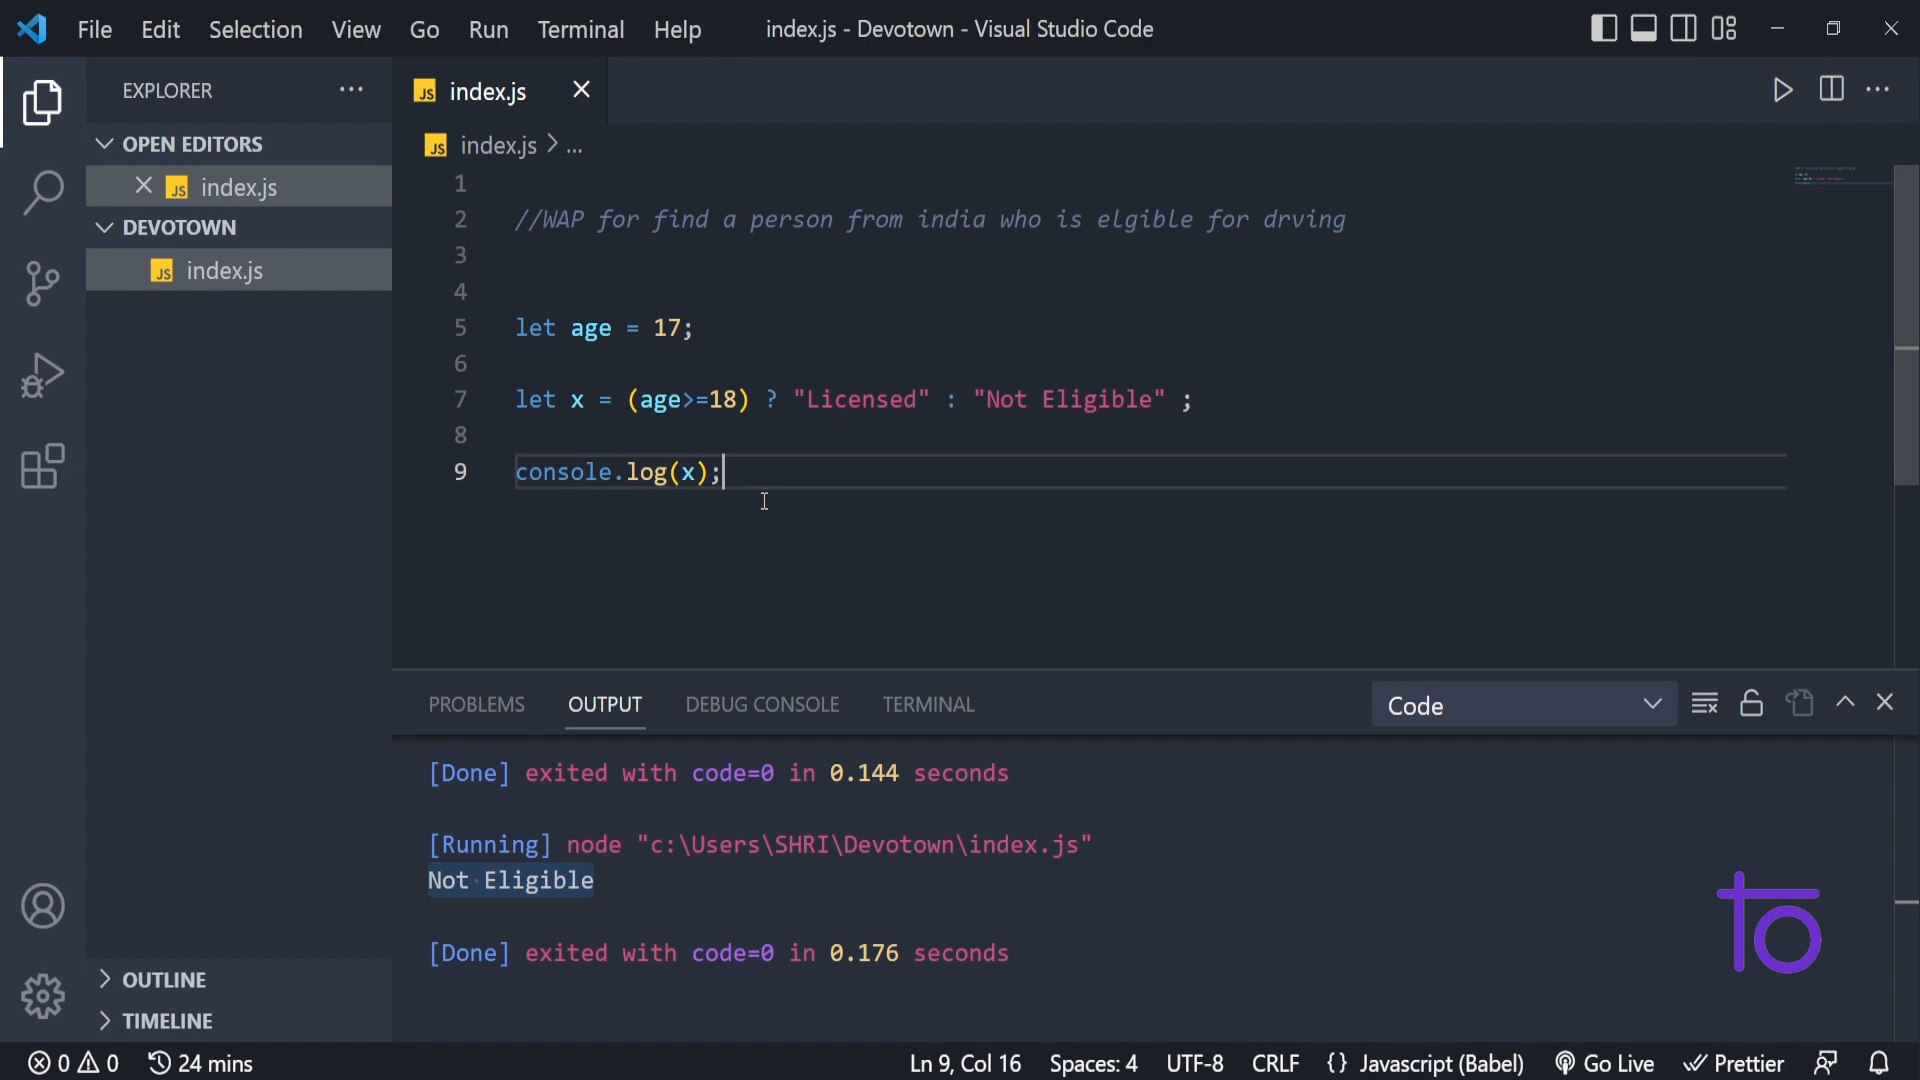 File Edit Selection View Go Run Terminal Help index.js - Devotown - Visual Studio Code
EXPLORER
OPEN EDITORS
JS index.js
DEVOTOWN
JS index.js
OUTLINE
TIMELINE
JS index.js
JS index.js > ...
1
2 //WAP for find a person from india who is elgible for drving
3
4
5 let age = 17;
6
7 let x = (age>=18) ? "Licensed" : "Not Eligible" ;
8
9 console.log(x);
PROBLEMS OUTPUT DEBUG CONSOLE TERMINAL Code
[Done] exited with code=0 in 0.144 seconds
[Running] node "c:\Users\SHRI\Devotown\index.js"
Not Eligible
[Done] exited with code=0 in 0.176 seconds
0 0 24 mins Ln 9, Col 16 Spaces: 4 UTF-8 CRLF {} Javascript (Babel) Go Live Prettier